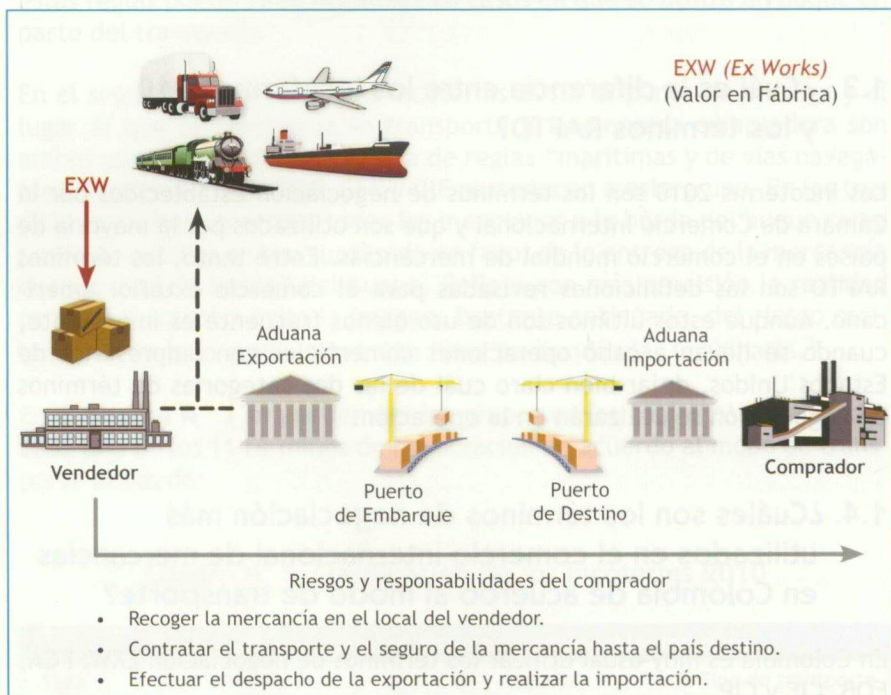 EXW (Ex Works)
(Valor en Fábrica)
EXW
Aduana
Exportación
Aduana
Importación
Vendedor
Puerto
de Embarque
Puerto
de Destino
Comprador
Riesgos y responsabilidades del comprador
• Recoger la mercancía en el local del vendedor.
• Contratar el transporte y el seguro de la mercancía hasta el país destino.
• Efectuar el despacho de la exportación y realizar la importación.